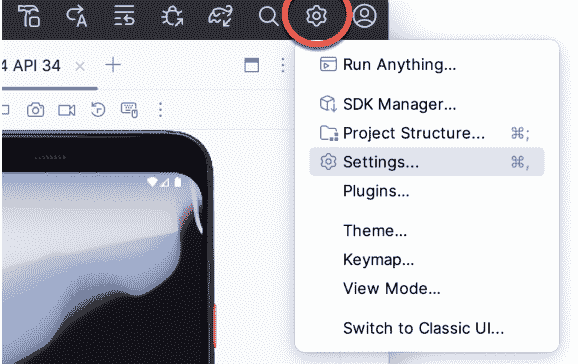 4 API 34
Run Anything...
SDK Manager...
Project Structure... ⌘;
Settings... ⌘,
Plugins...
Theme...
Keymap...
View Mode...
Switch to Classic UI...